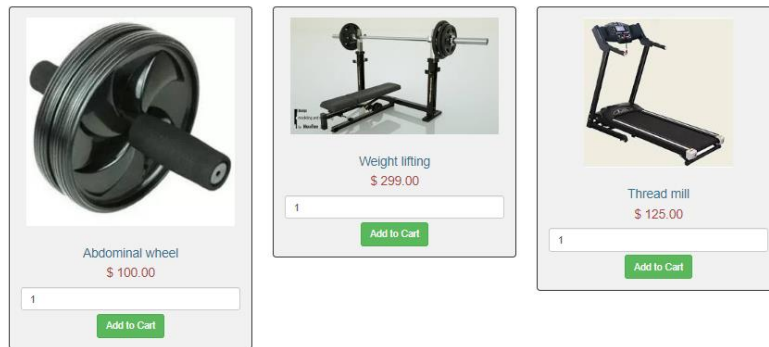 Abdominal wheel
$ 100.00
1
Add to Cart
Weight lifting
$ 299.00
1
Add to Cart
Thread mill
$ 125.00
1
Add to Cart